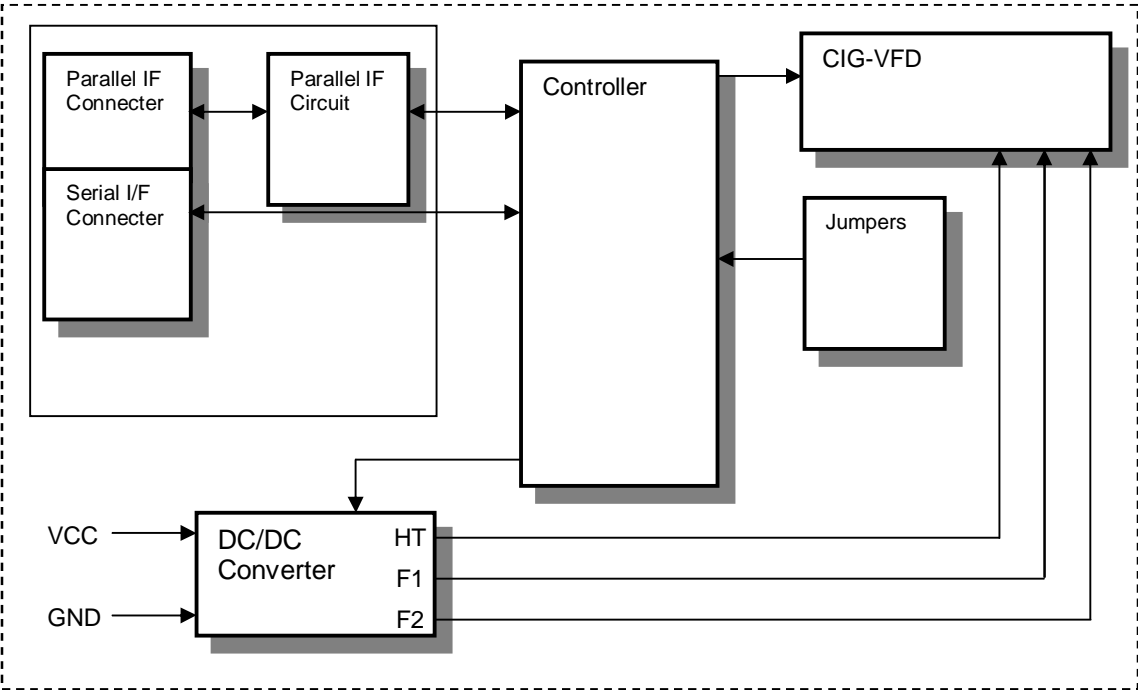 Parallel IF
Connecter
Parallel IF
Circuit
Controller
CIG-VFD
Serial I/F
Connecter
Jumpers
VCC
GND
DC/DC
Converter
HT
F1
F2